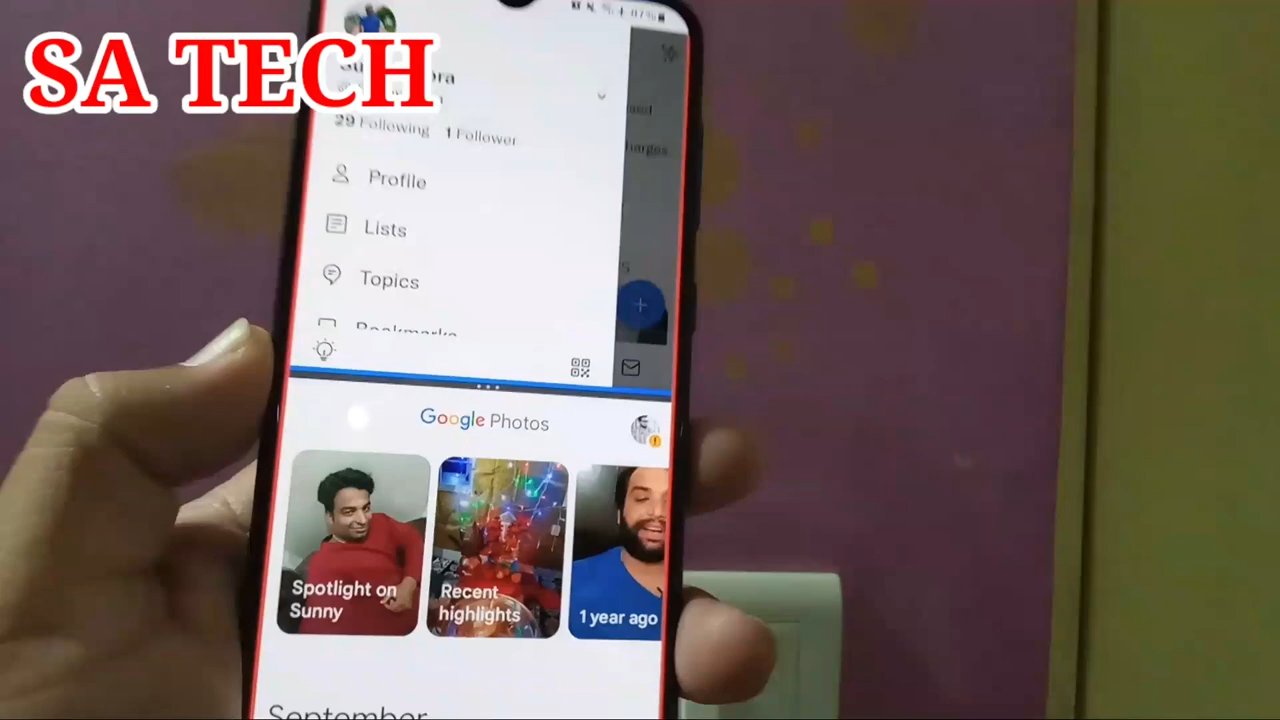 SA TECH
29 Following 1 Follower
Profile
Lists
Topics
Bookmarks
Google Photos
Spotlight on
Sunny
Recent
highlights
1 year ago
September